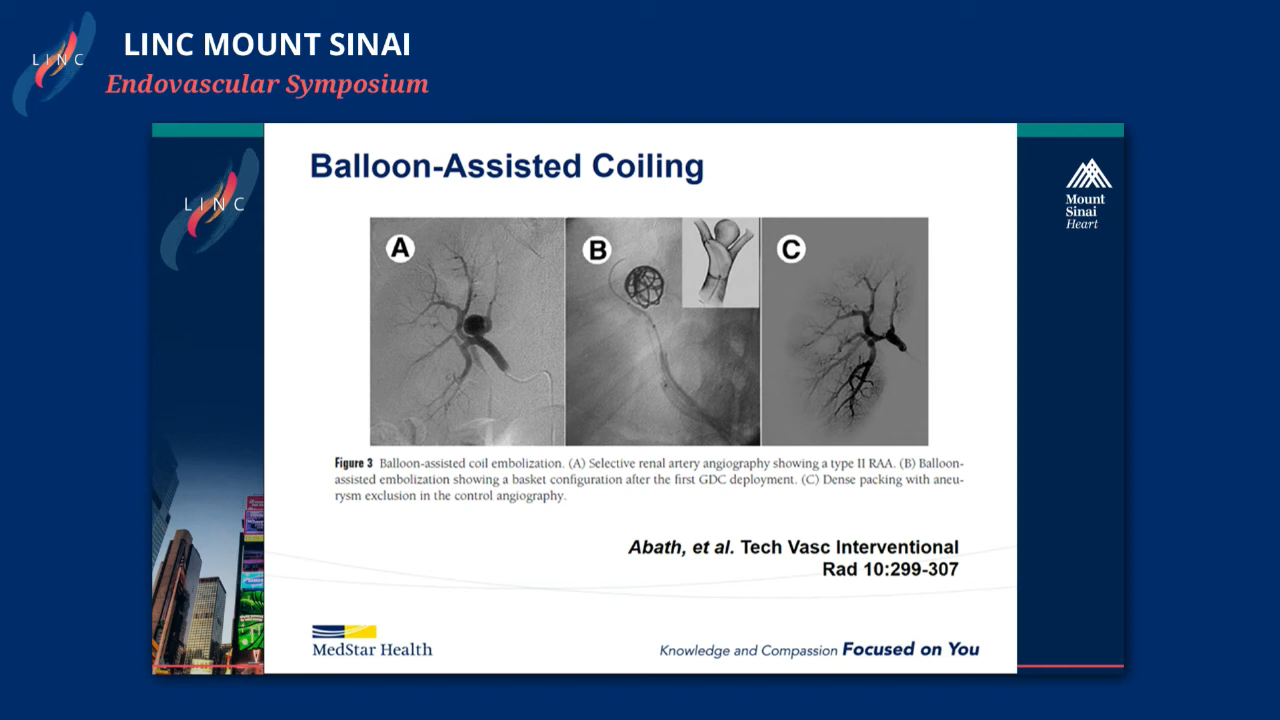 LINC
LINC MOUNT SINAI
Endovascular Symposium
LINC
Mount
Sinai
Heart
Balloon-Assisted Coiling
A
B
C
Figure 3 Balloon-assisted coil embolization. (A) Selective renal artery angiography showing a type II RAA. (B) Balloon-
assisted embolization showing a basket configuration after the first GDC deployment. (C) Dense packing with aneu-
rysm exclusion in the control angiography.
Abath, et al. Tech Vasc Interventional
Rad 10:299-307
MedStar Health
Knowledge and Compassion Focused on You